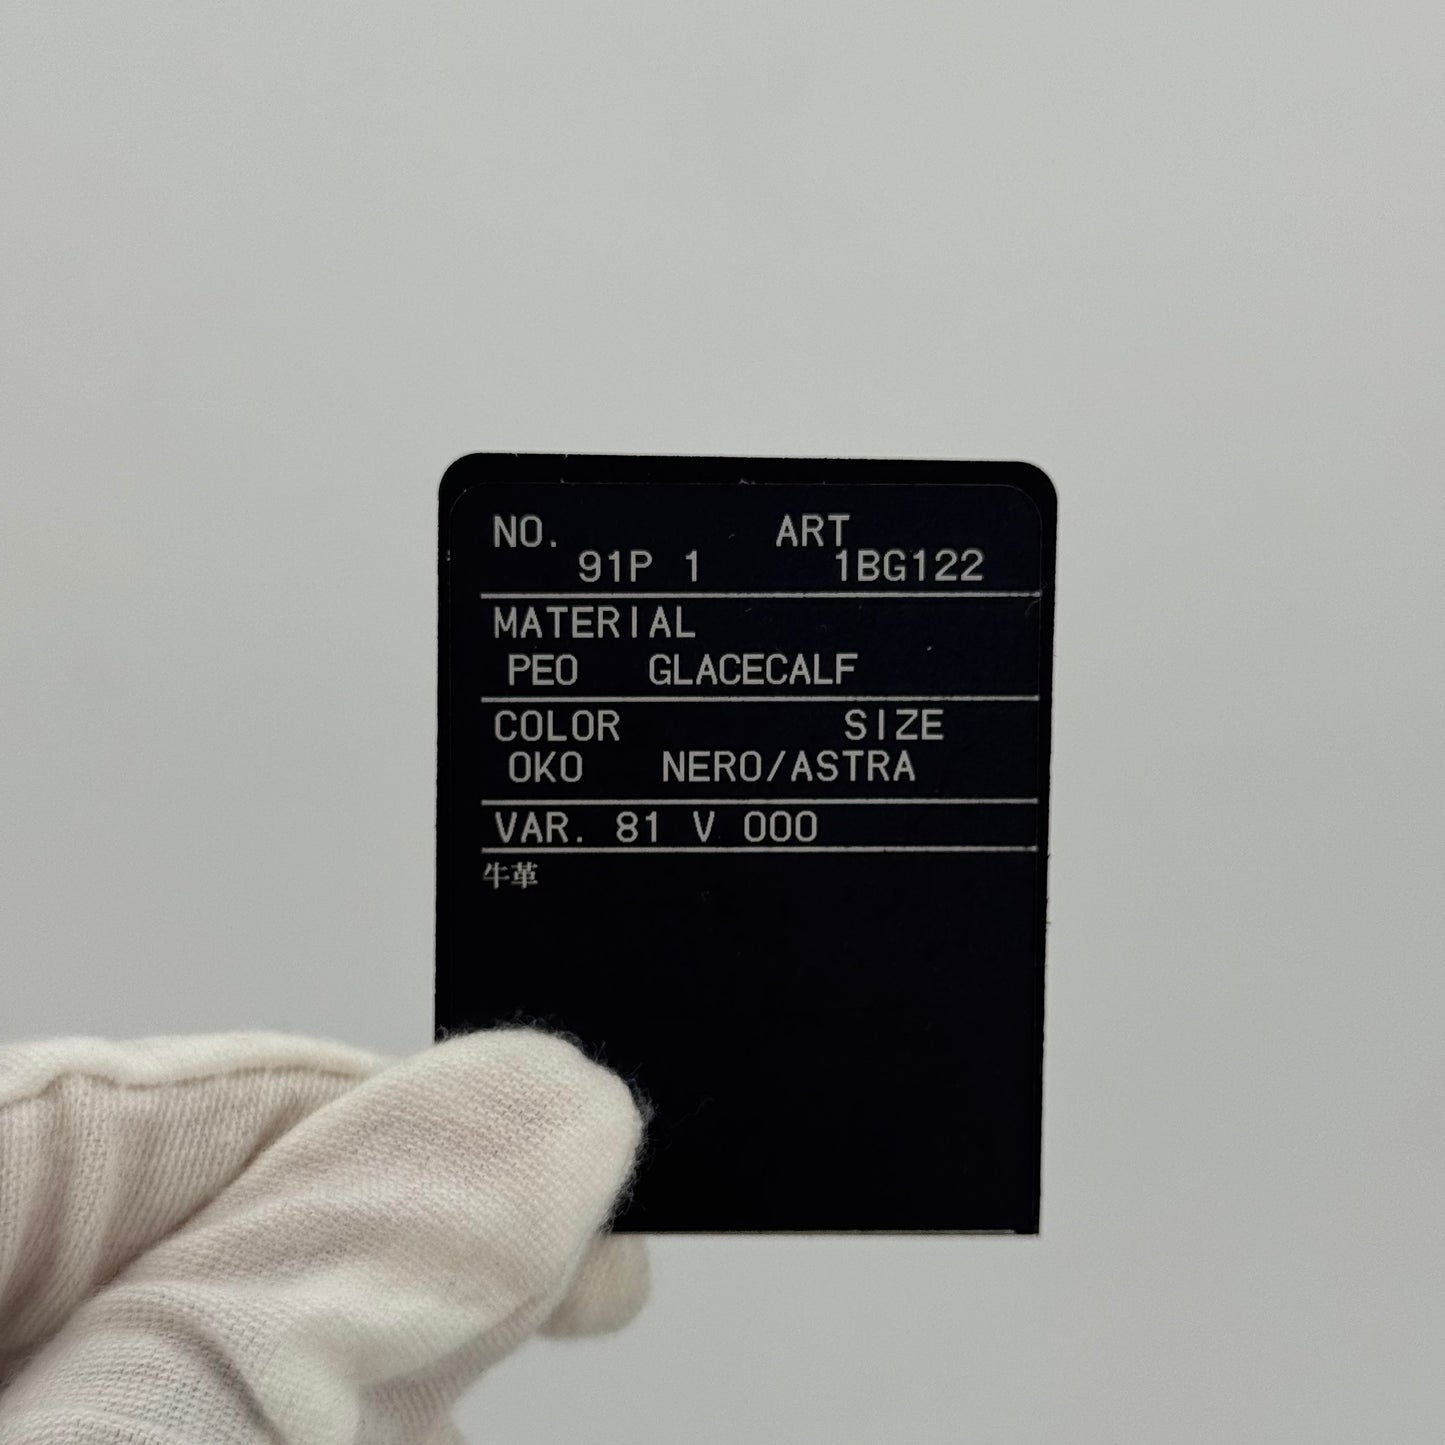 NO. ART
91P 1 1BG122
MATERIAL
PEO GLACECALF
COLOR SIZE
OKO NERO/ASTRA
VAR. 81 V 000
牛革